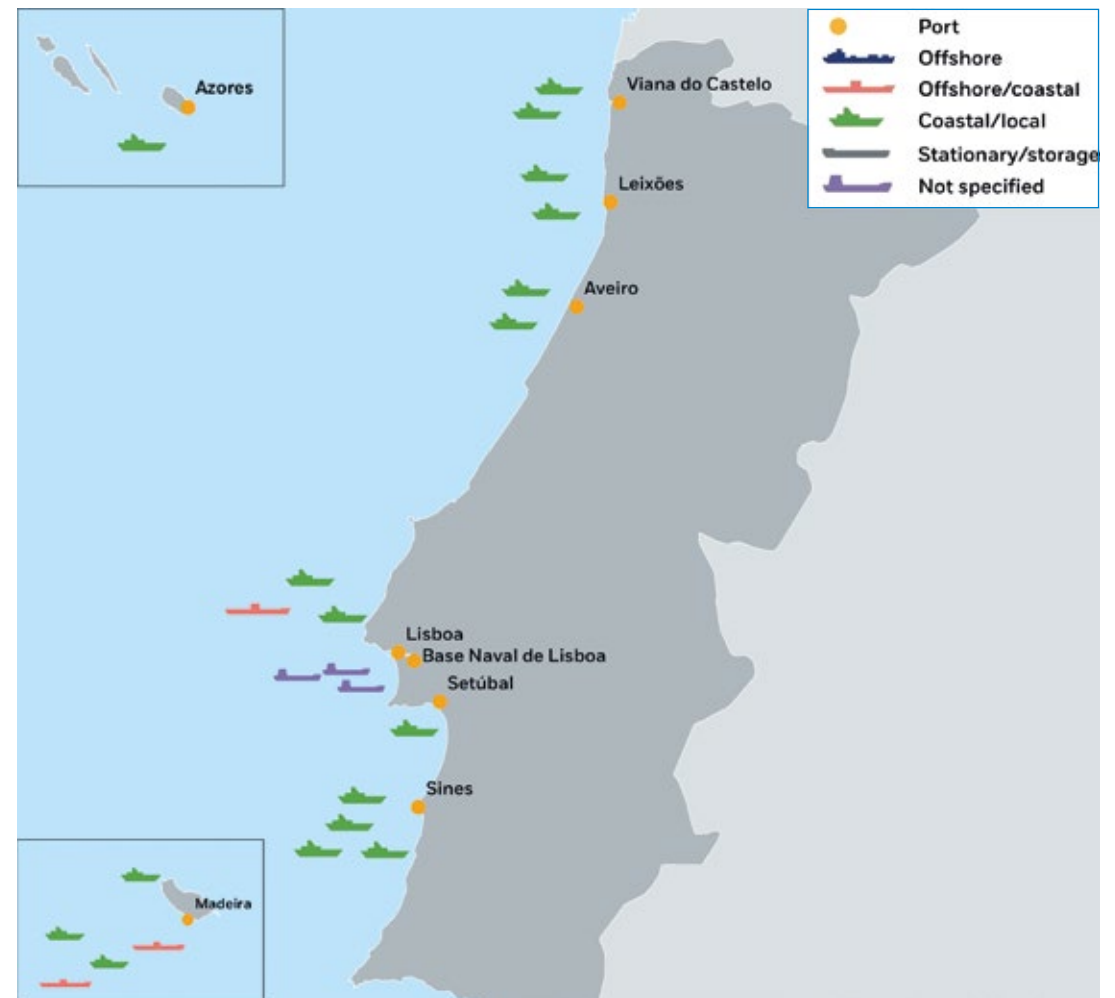 Port
Offshore
Offshore/coastal
Coastal/local
Stationary/storage
Not specified
Azores
Viana do Castelo
Leixões
Aveiro
Lisboa
Base Naval de Lisboa
Setúbal
Sines
Madeira